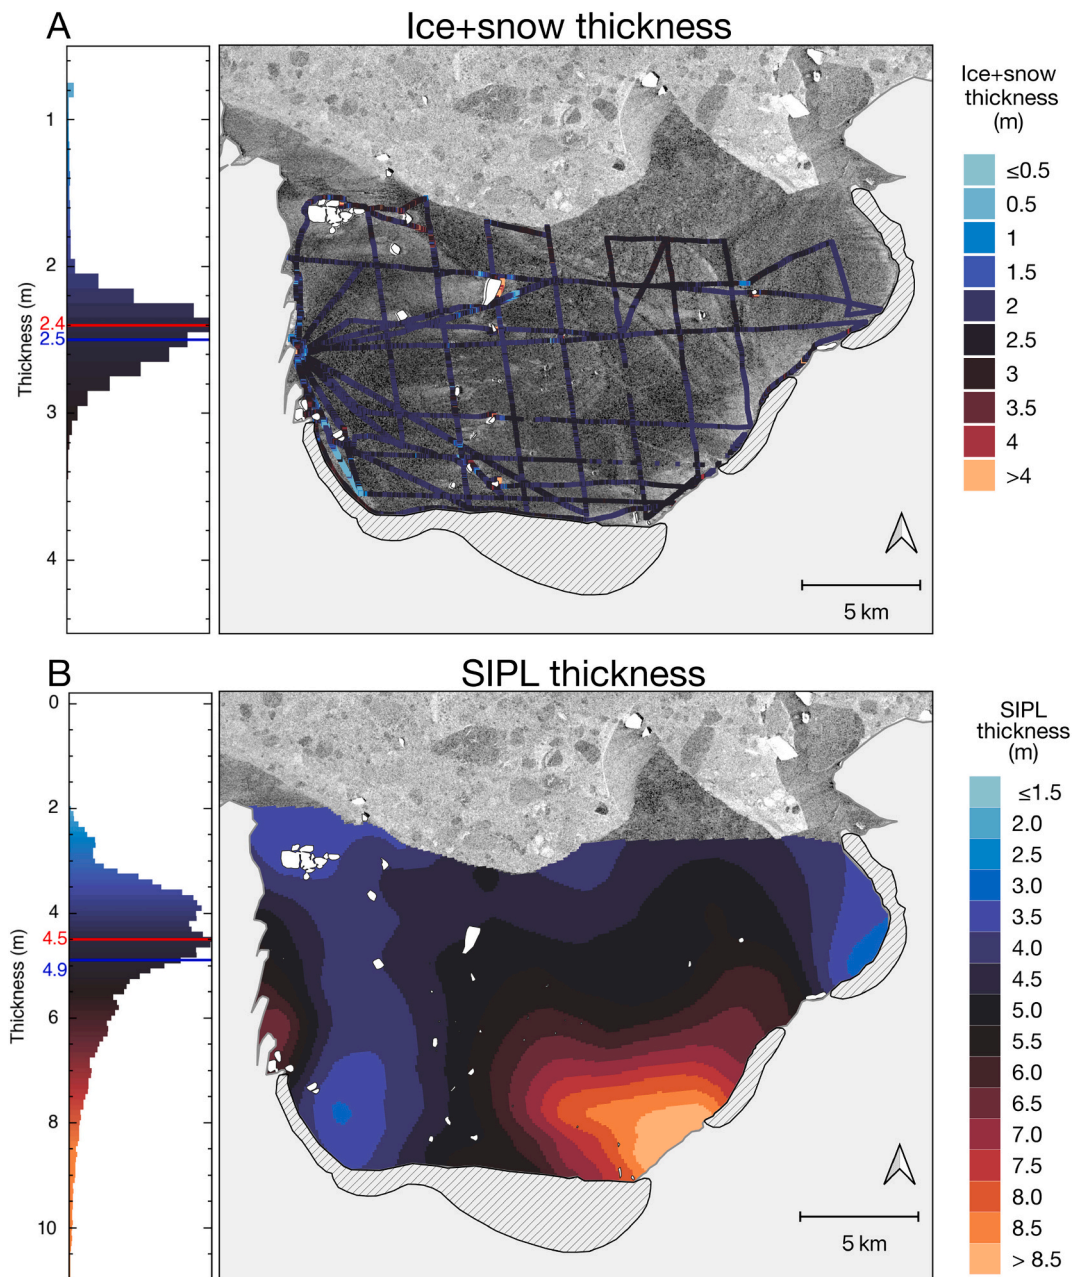 A
Ice+snow thickness
Thickness (m)
1
2
2.4
2.5
3
4
Ice+snow
thickness
(m)
≤0.5
0.5
1
1.5
2
2.5
3
3.5
4
>4
5 km
B
SIPL thickness
Thickness (m)
0
2
4
4.5
4.9
6
8
10
SIPL
thickness
(m)
≤1.5
2.0
2.5
3.0
3.5
4.0
4.5
5.0
5.5
6.0
6.5
7.0
7.5
8.0
8.5
> 8.5
5 km